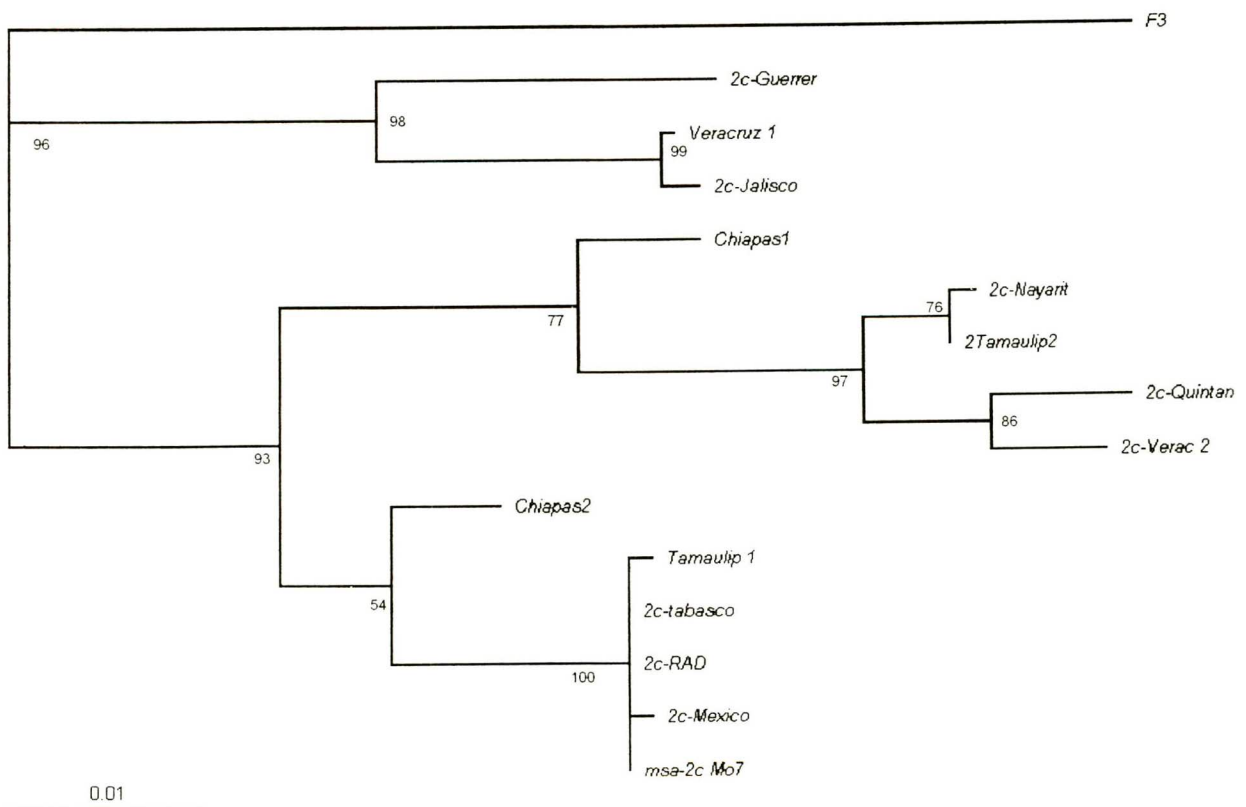 F3
2c-Guerrer
98
Veracruz 1
96
99
2c-Jalisco
Chiapas1
2c-Nayarit
76
77
2Tamaulip2
97
2c-Quintan
86
2c-Verac 2
93
Chiapas2
Tamaulip 1
54
2c-tabasco
2c-RAD
100
2c-Mexico
msa-2c Mo7
0.01